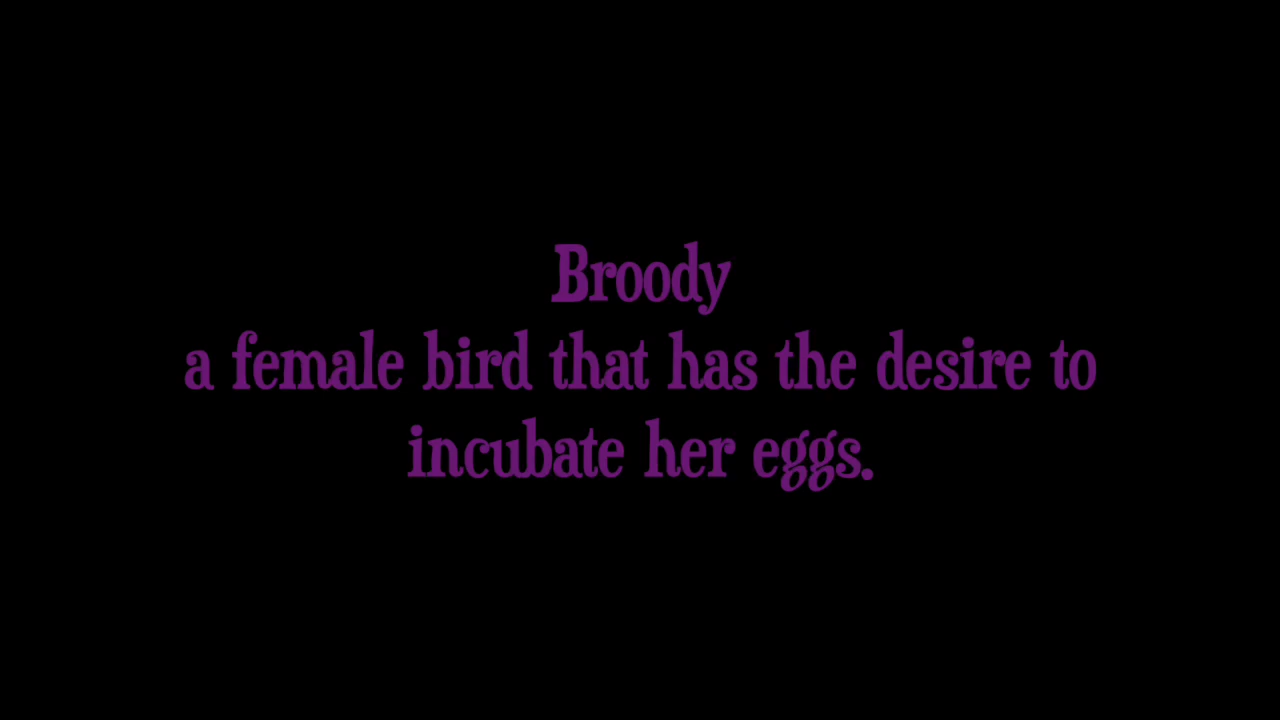 Broody
a female bird that has the desire to
incubate her eggs.